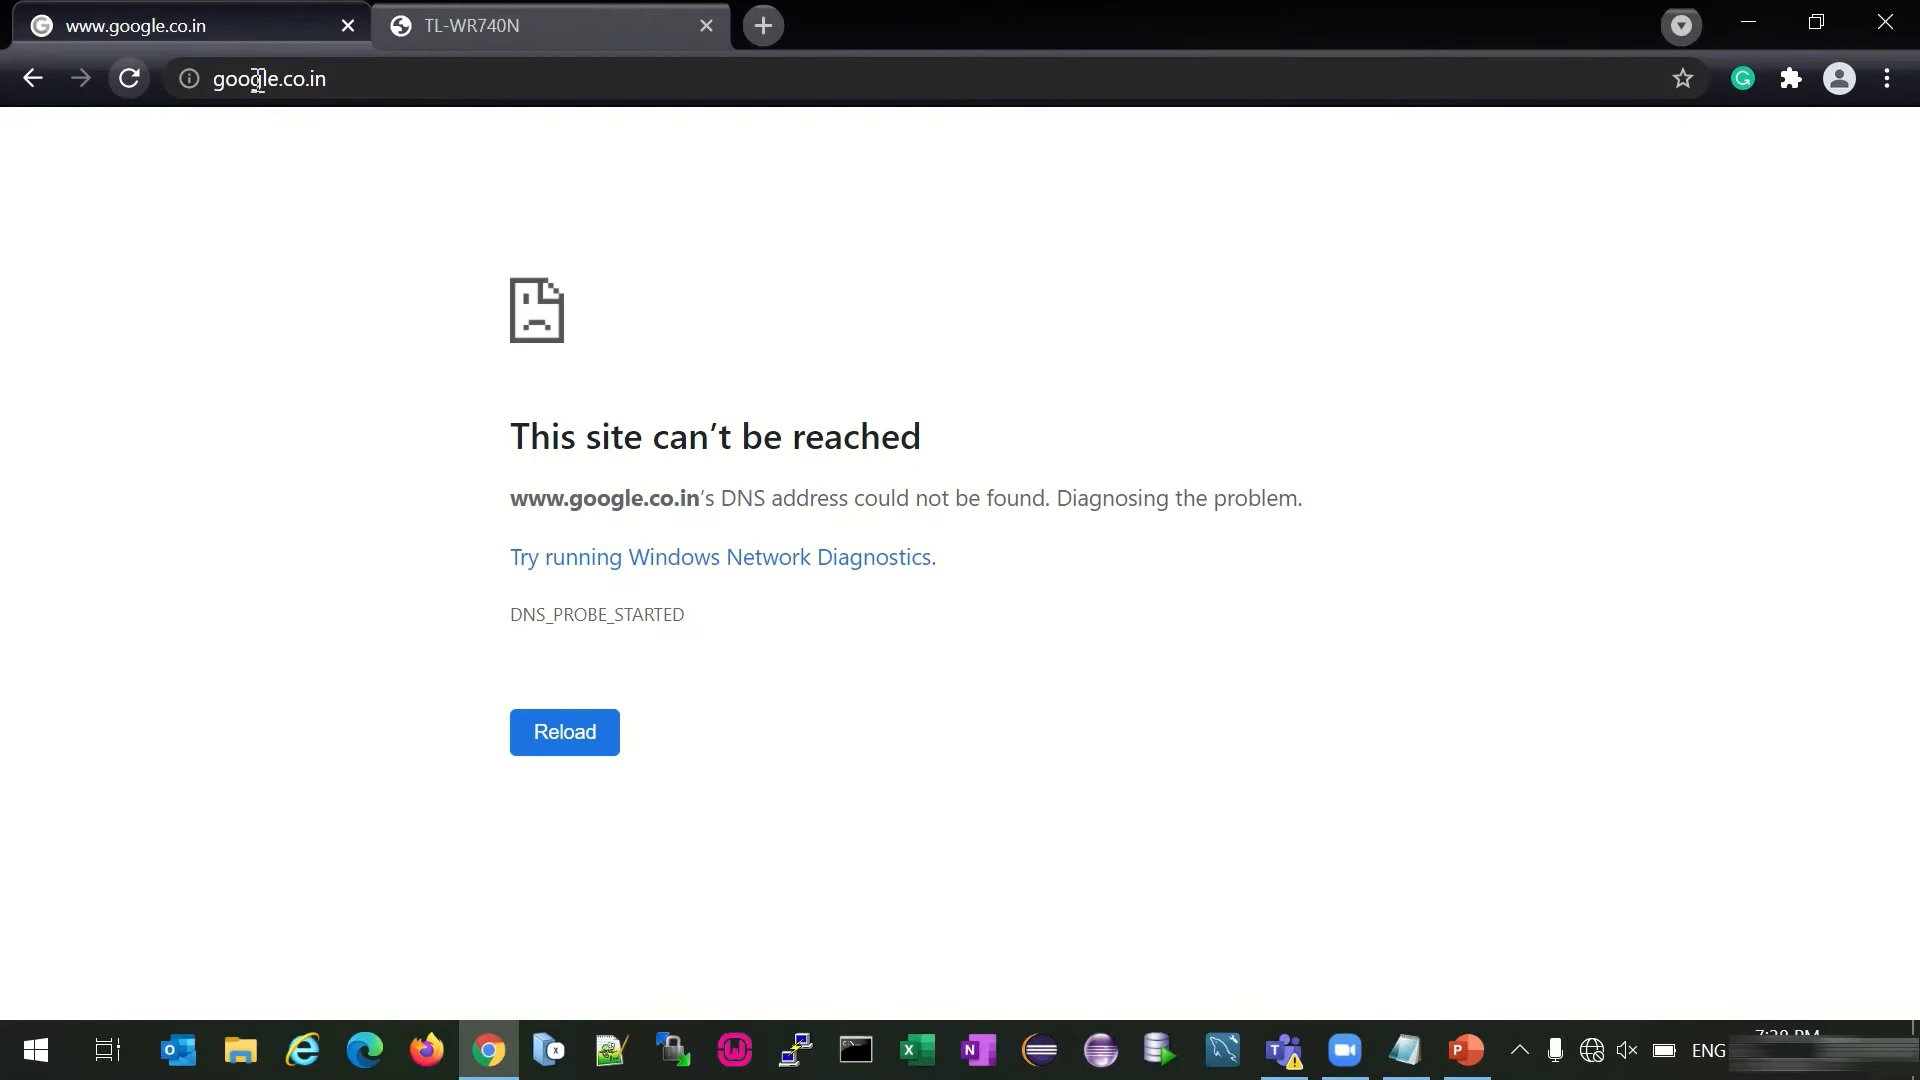 www.google.co.in
TL-WR740N
google.co.in
This site can’t be reached
www.google.co.in’s DNS address could not be found. Diagnosing the problem.
Try running Windows Network Diagnostics.
DNS_PROBE_STARTED
Reload
ENG